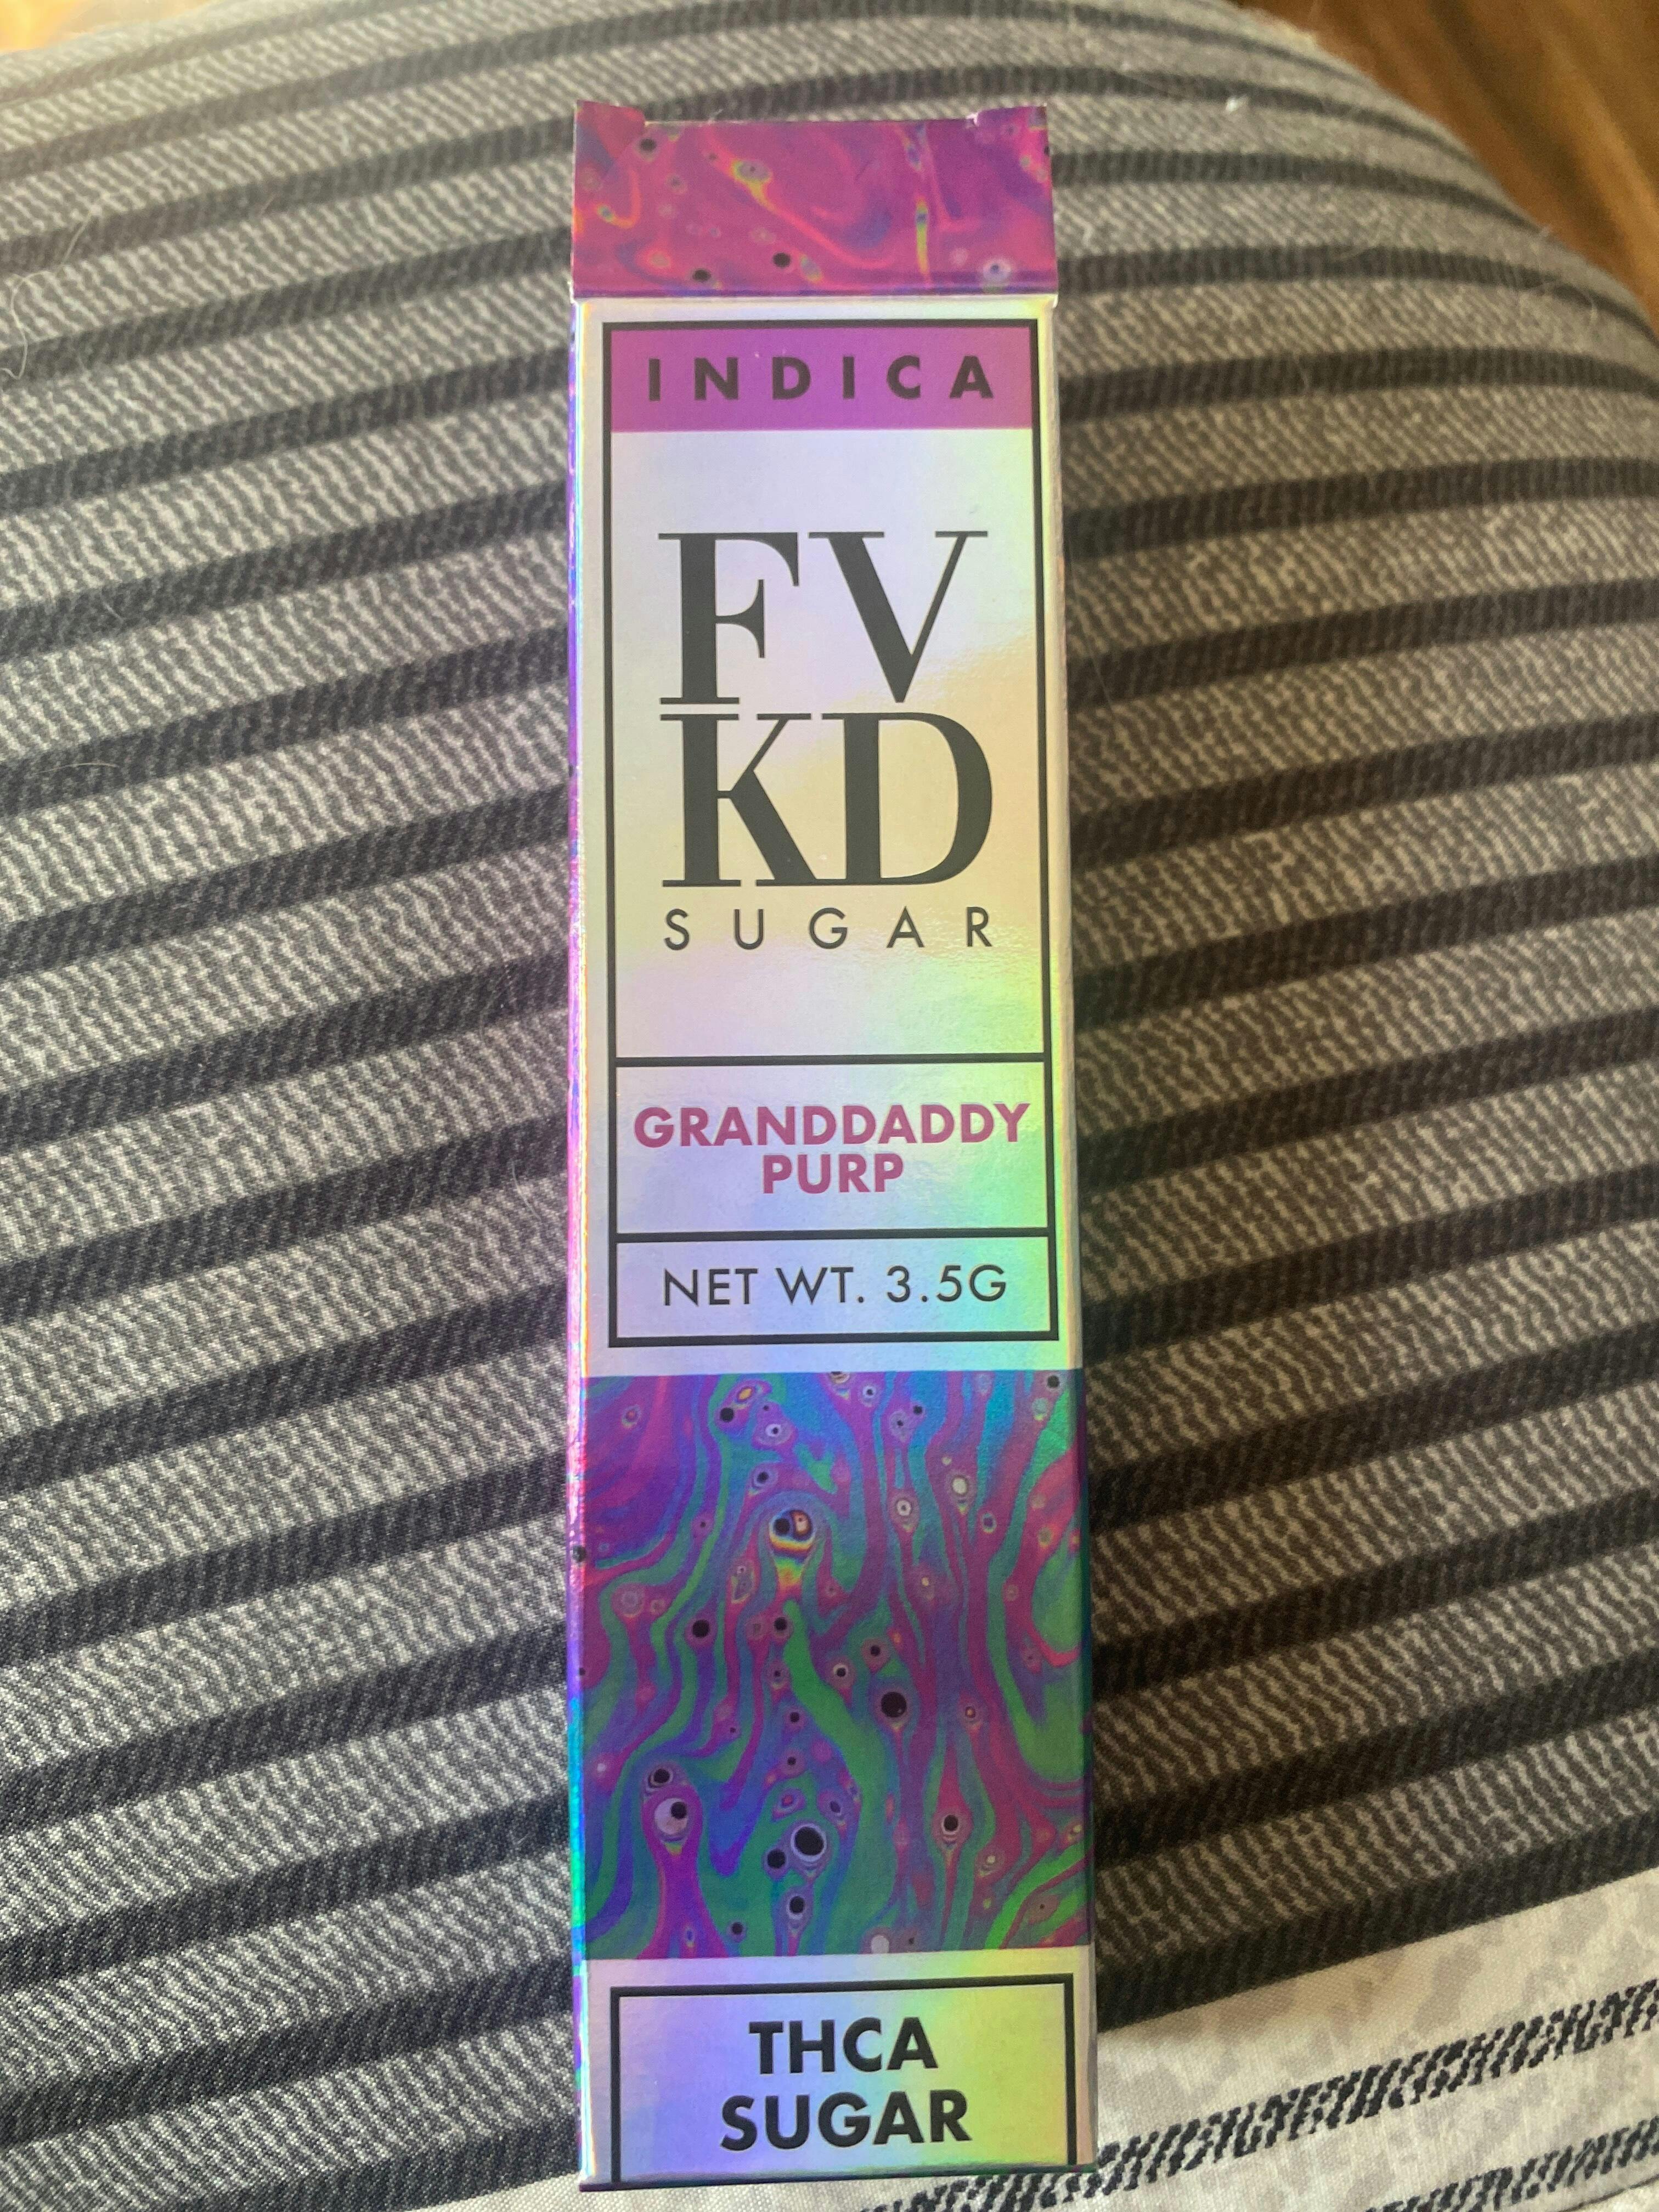 INDICA
FV
KD
SUGAR
GRANDDADDY
PURP
NET WT. 3.5G
THCA
SUGAR